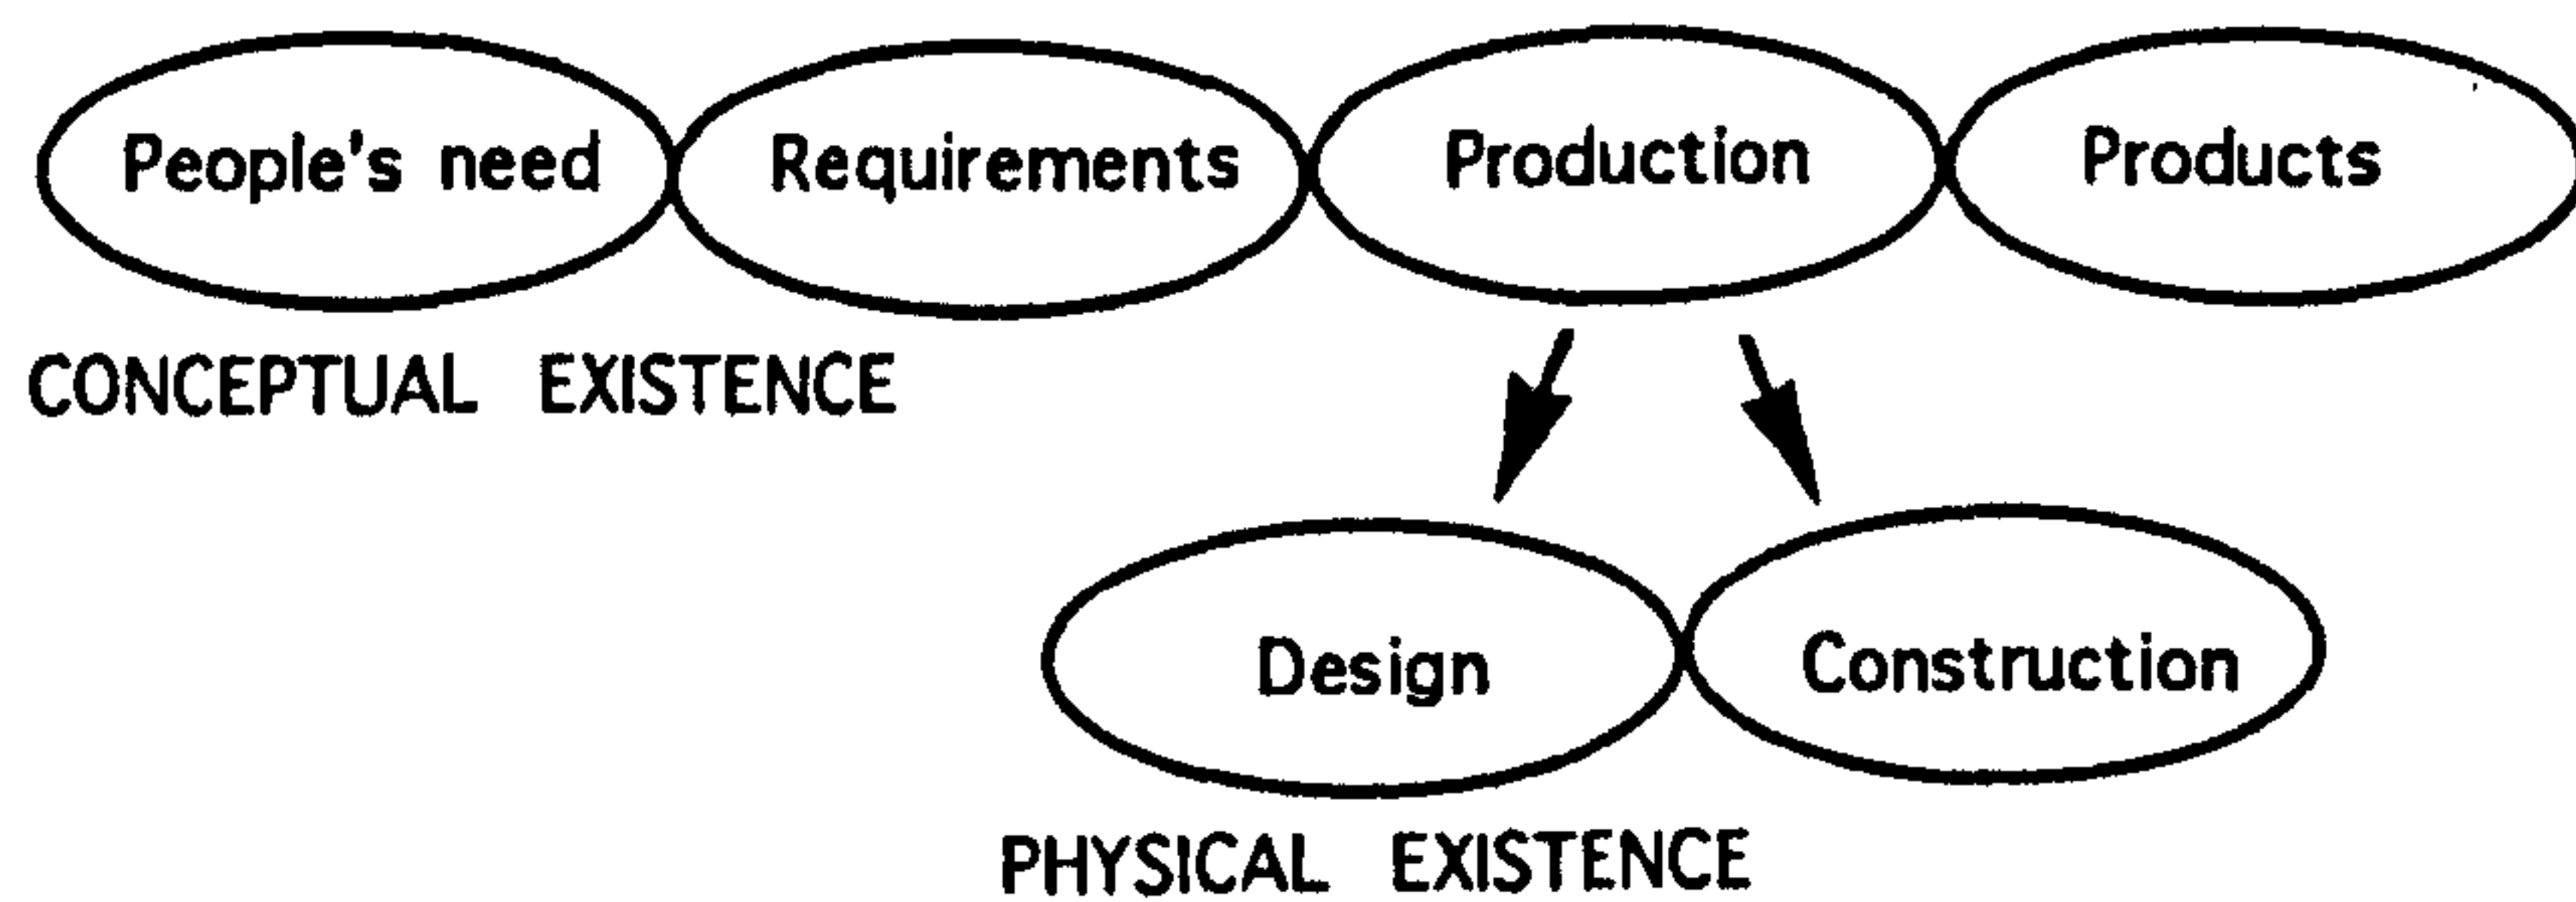 People's need Requirements Production Products
CONCEPTUAL EXISTENCE
Design Construction
PHYSICAL EXISTENCE